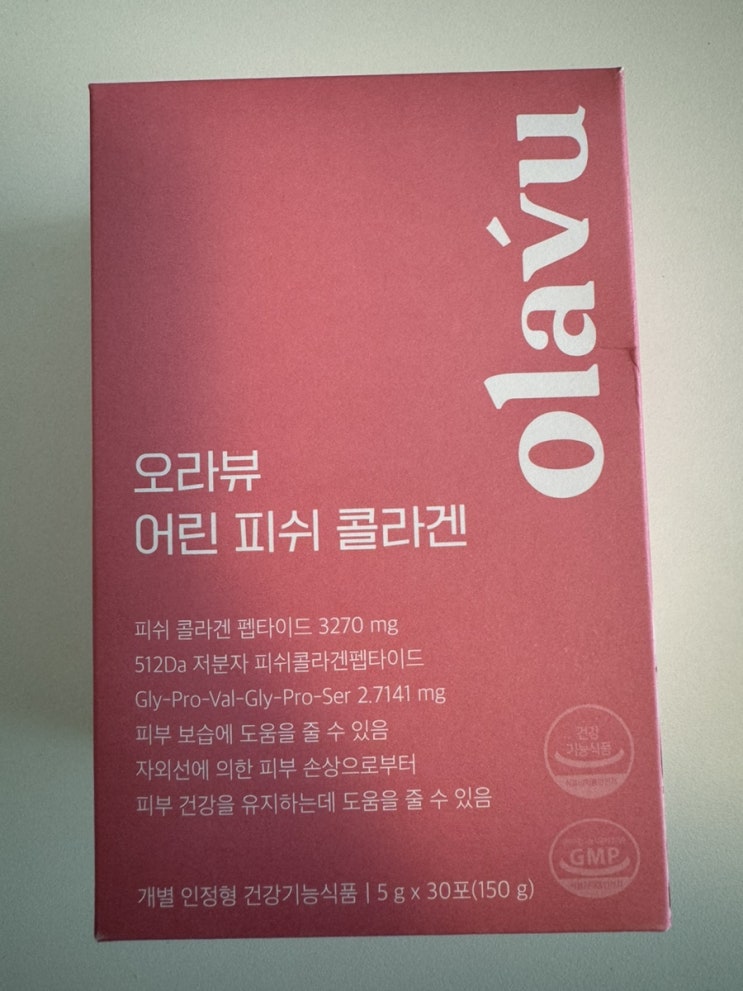 olávu
오라뷰
어린 피쉬 콜라겐
피쉬 콜라겐 펩타이드 3270 mg
512Da 저분자 피쉬콜라겐펩타이드
Gly-Pro-Val-Gly-Pro-Ser 2.7141 mg
피부 보습에 도움을 줄 수 있음
자외선에 의한 피부 손상으로부터
피부 건강을 유지하는데 도움을 줄 수 있음
건강
기능식품
GMP
개별 인정형 건강기능식품 | 5 g x 30포(150 g)